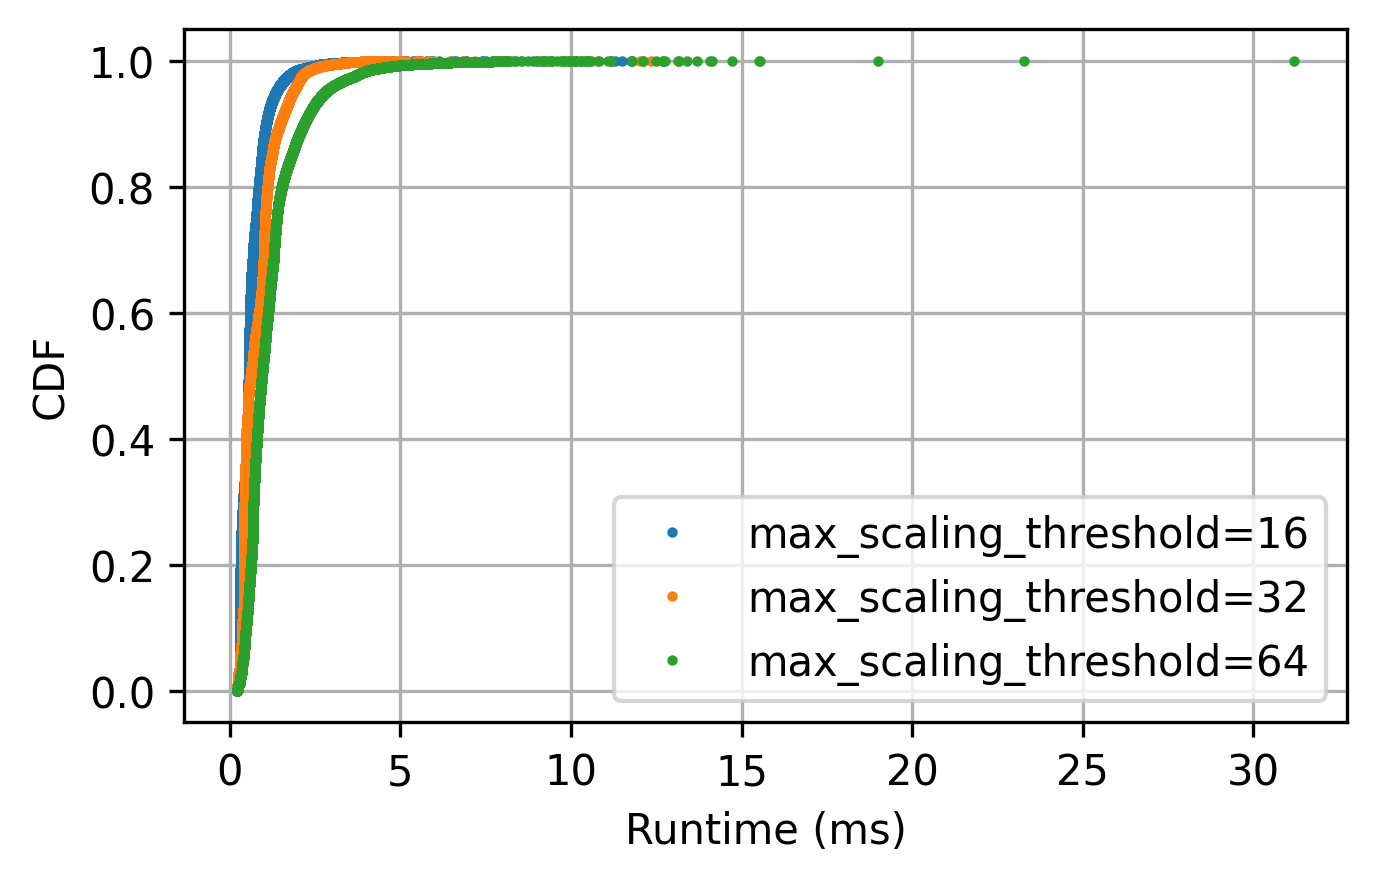 1.0
0.8
0.6
0.4
0.2
0.0
CDF
max_scaling_threshold=16
max_scaling_threshold=32
max_scaling_threshold=64
0 5 10 15 20 25 30
Runtime (ms)